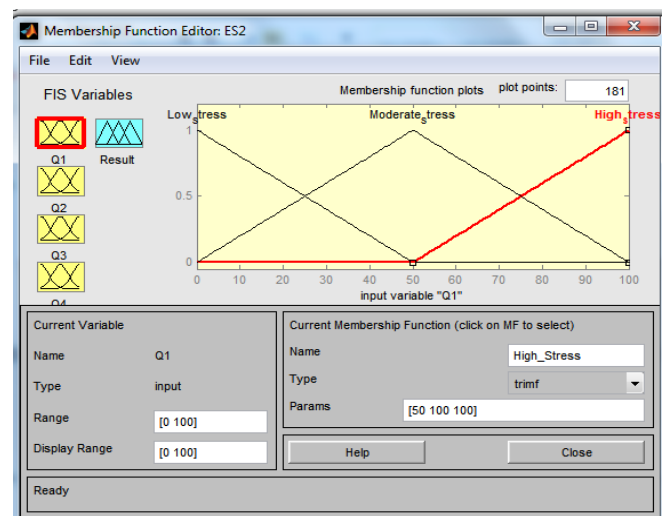 Membership Function Editor: ES2
File Edit View
FIS Variables
Membership function plots plot points: 181
Low_stress Moderate_stress High_stress
Q1 Result
Q2
Q3
Q4
1
0.5
0
0 10 20 30 40 50 60 70 80 90 100
input variable "Q1"
Current Variable
Name Q1
Type input
Range [0 100]
Display Range [0 100]
Current Membership Function (click on MF to select)
Name High_Stress
Type trimf
Params [50 100 100]
Help Close
Ready